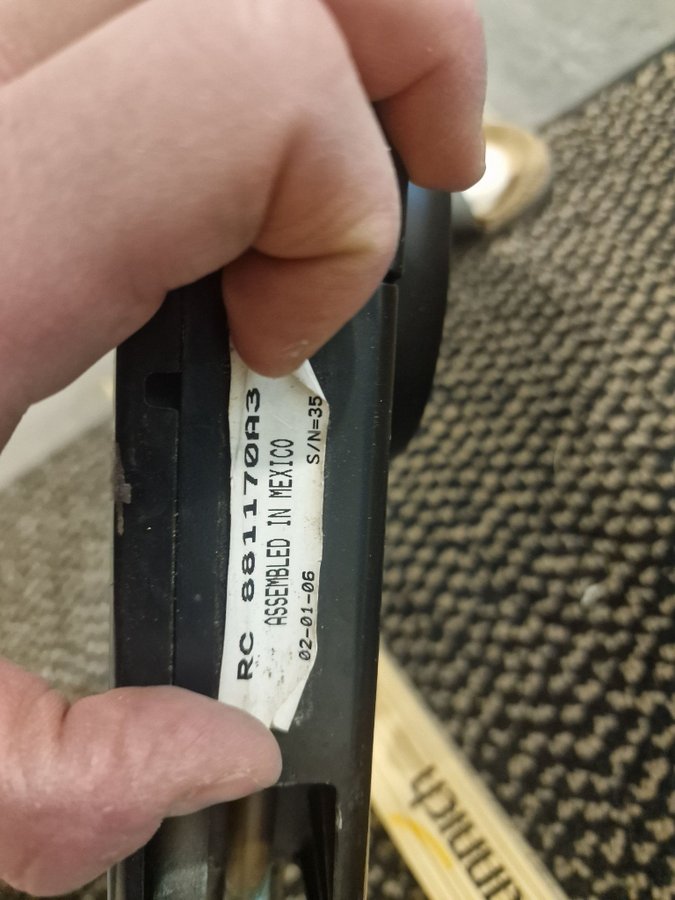 RC 881170A3
ASSEMBLED IN MEXICO
02-01-06 S/N=35